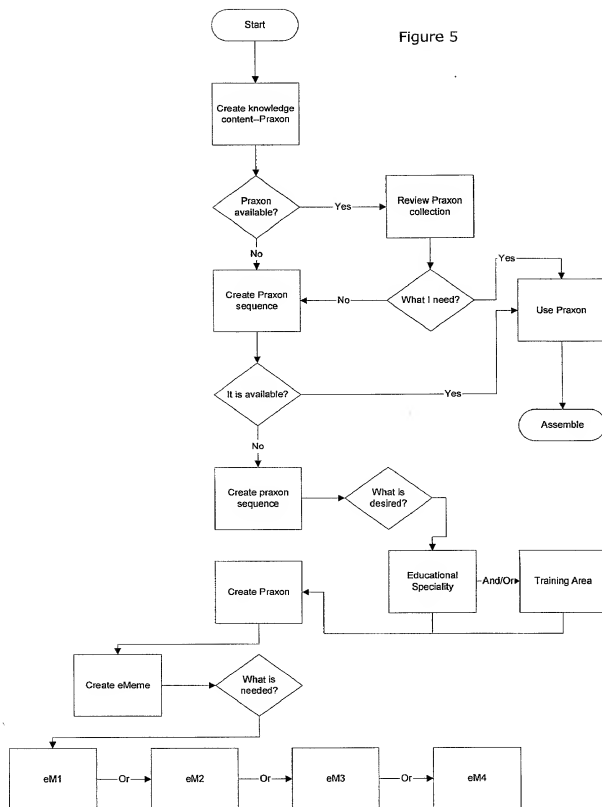 Start
Figure 5
Create knowledge
content--Praxon
Praxon
available?
Yes
Review Praxon
collection
No
Yes
Create Praxon
sequence
No
What I need?
Use Praxon
It is available?
Yes
Assemble
No
Create praxon
sequence
What is
desired?
Educational
Speciality
And/Or
Training Area
Create Praxon
Create eMeme
What is
needed?
eM1
Or
eM2
Or
eM3
Or
eM4